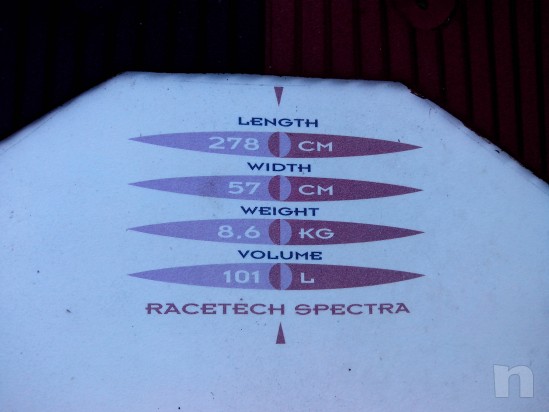 LENGTH
278 CM
WIDTH
57 CM
WEIGHT
8,6 KG
VOLUME
101 L
RACETECH SPECTRA
n